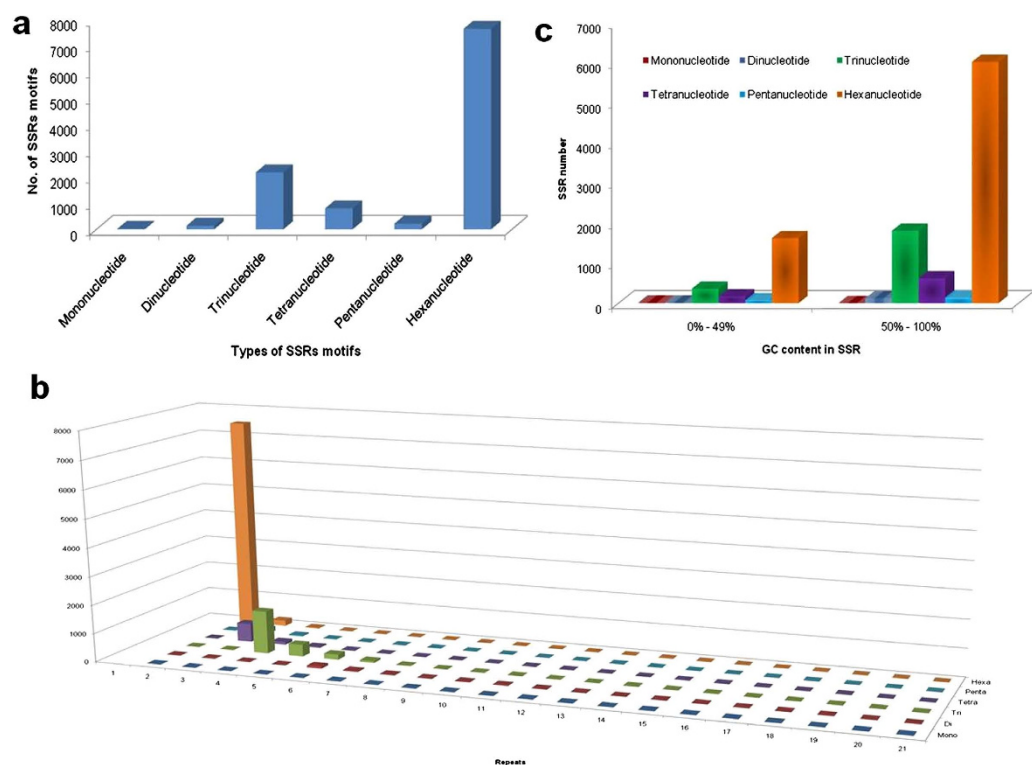 a
8000
7000
6000
5000
4000
3000
2000
1000
0
No. of SSRs motifs
Mononucleotide
Dinucleotide
Trinucleotide
Tetranucleotide
Pentanucleotide
Hexanucleotide
Types of SSRs motifs
c
7000
6000
5000
4000
3000
2000
1000
0
SSR number
Mononucleotide Dinucleotide Trinucleotide
Tetranucleotide Pentanucleotide Hexanucleotide
0% - 49% 50% - 100%
GC content in SSR
b
8000
7000
6000
5000
4000
3000
2000
1000
0
1 2 3 4 5 6 7 8 9 10 11 12 13 14 15 16 17 18 19 20 21
Hexa
Penta
Tetra
Tri
Di
Mono
Repeats